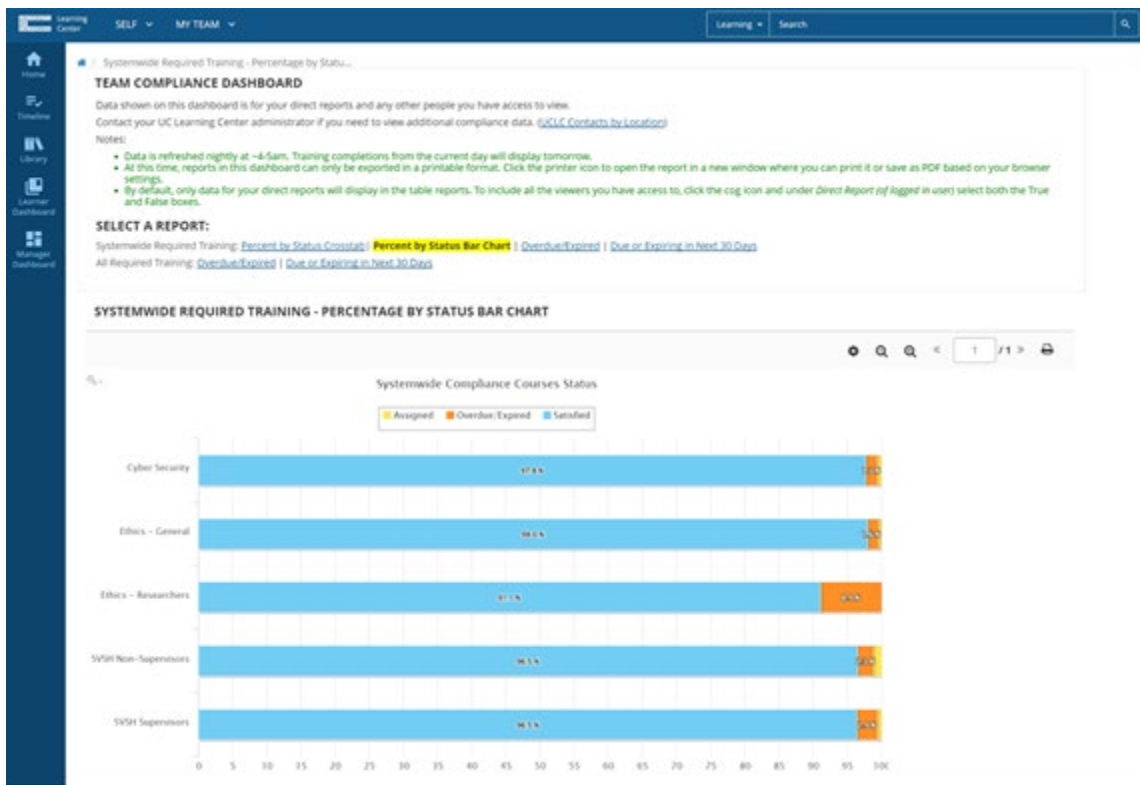 Learning
Center
SELF
MY TEAM
Learning
Search
Home
Timeline
Library
Learner
Dashboard
Manager
Dashboard
/ Systemwide Required Training - Percentage by Statu...
TEAM COMPLIANCE DASHBOARD
Data shown on this dashboard is for your direct reports and any other people you have access to view.
Contact your UC Learning Center administrator if you need to view additional compliance data. (UCLC Contacts by Location)
Notes:
• Data is refreshed nightly at ~4-5am. Training completions from the current day will display tomorrow.
• At this time, reports in this dashboard can only be exported in a printable format. Click the printer icon to open the report in a new window where you can print it or save as PDF based on your browser
settings.
• By default, only data for your direct reports will display in the table reports. To include all the viewers you have access to, click the cog icon and under Direct Report (of logged in user) select both the True
and False boxes.
SELECT A REPORT:
Systemwide Required Training: Percent by Status Crosstab | Percent by Status Bar Chart | Overdue/Expired | Due or Expiring in Next 30 Days
All Required Training: Overdue/Expired | Due or Expiring in Next 30 Days
SYSTEMWIDE REQUIRED TRAINING - PERCENTAGE BY STATUS BAR CHART
« 1 / 1 »
Systemwide Compliance Courses Status
Assigned Overdue/Expired Satisfied
Cyber Security 97.8 %
Ethics - General 98.0 %
Ethics - Researchers 91.1 %
SVSH Non-Supervisors 96.5 %
SVSH Supervisors 96.5 %
0 5 10 15 20 25 30 35 40 45 50 55 60 65 70 75 80 85 90 95